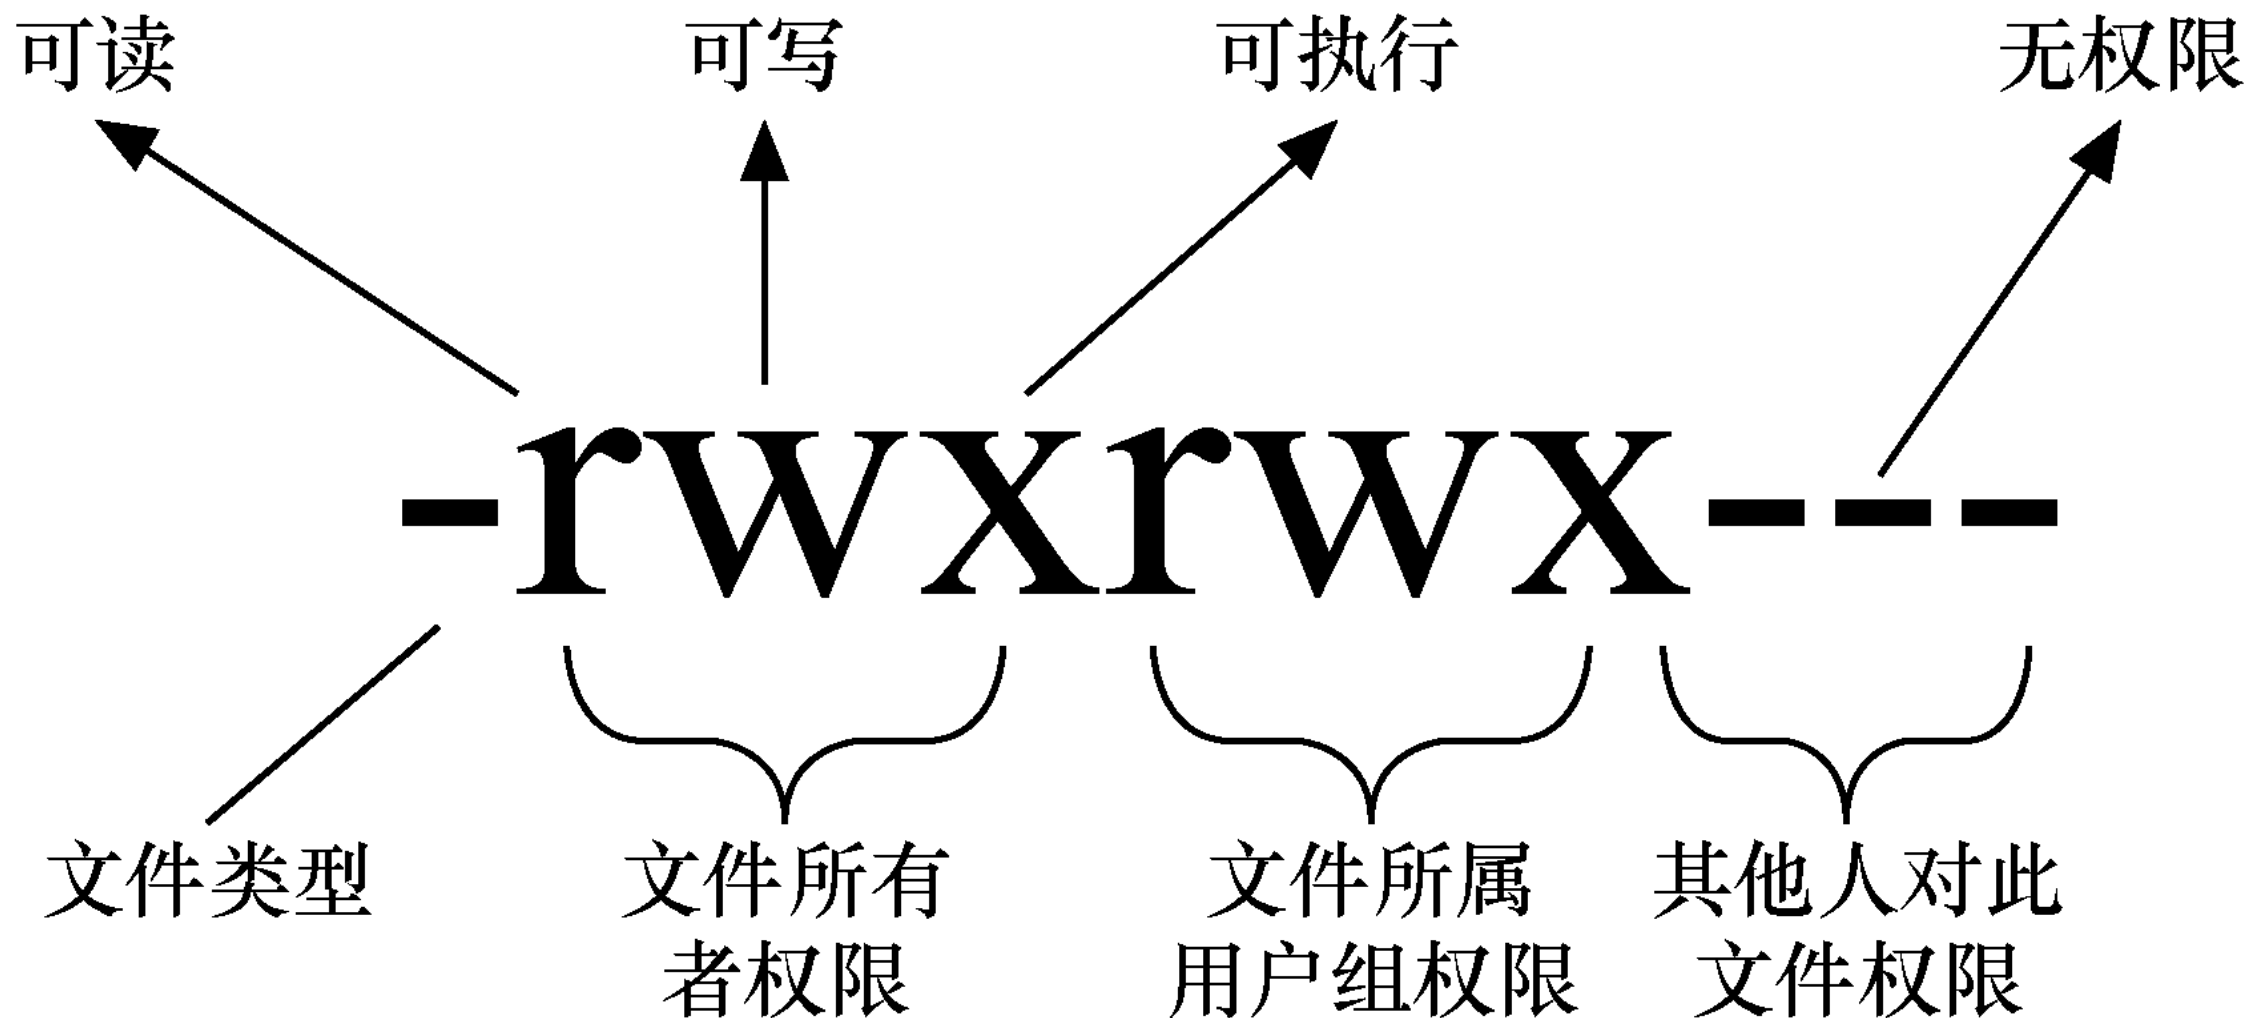 可读 可写 可执行 无权限
-rwxrwx---
文件类型 文件所有 文件所属 其他人对此
者权限 用户组权限 文件权限